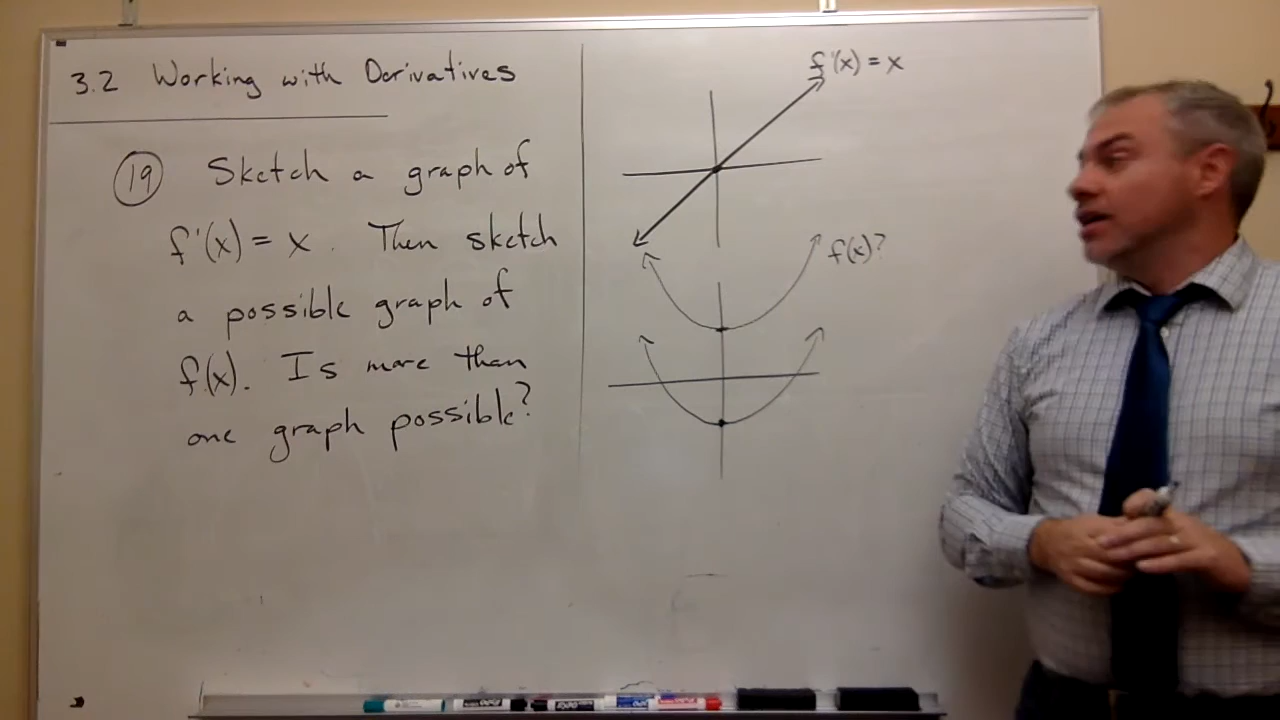 3.2 Working with Derivatives
19 Sketch a graph of
f'(x) = x. Then sketch
a possible graph of
f(x). Is more than
one graph possible?
f'(x) = x
f(x)?